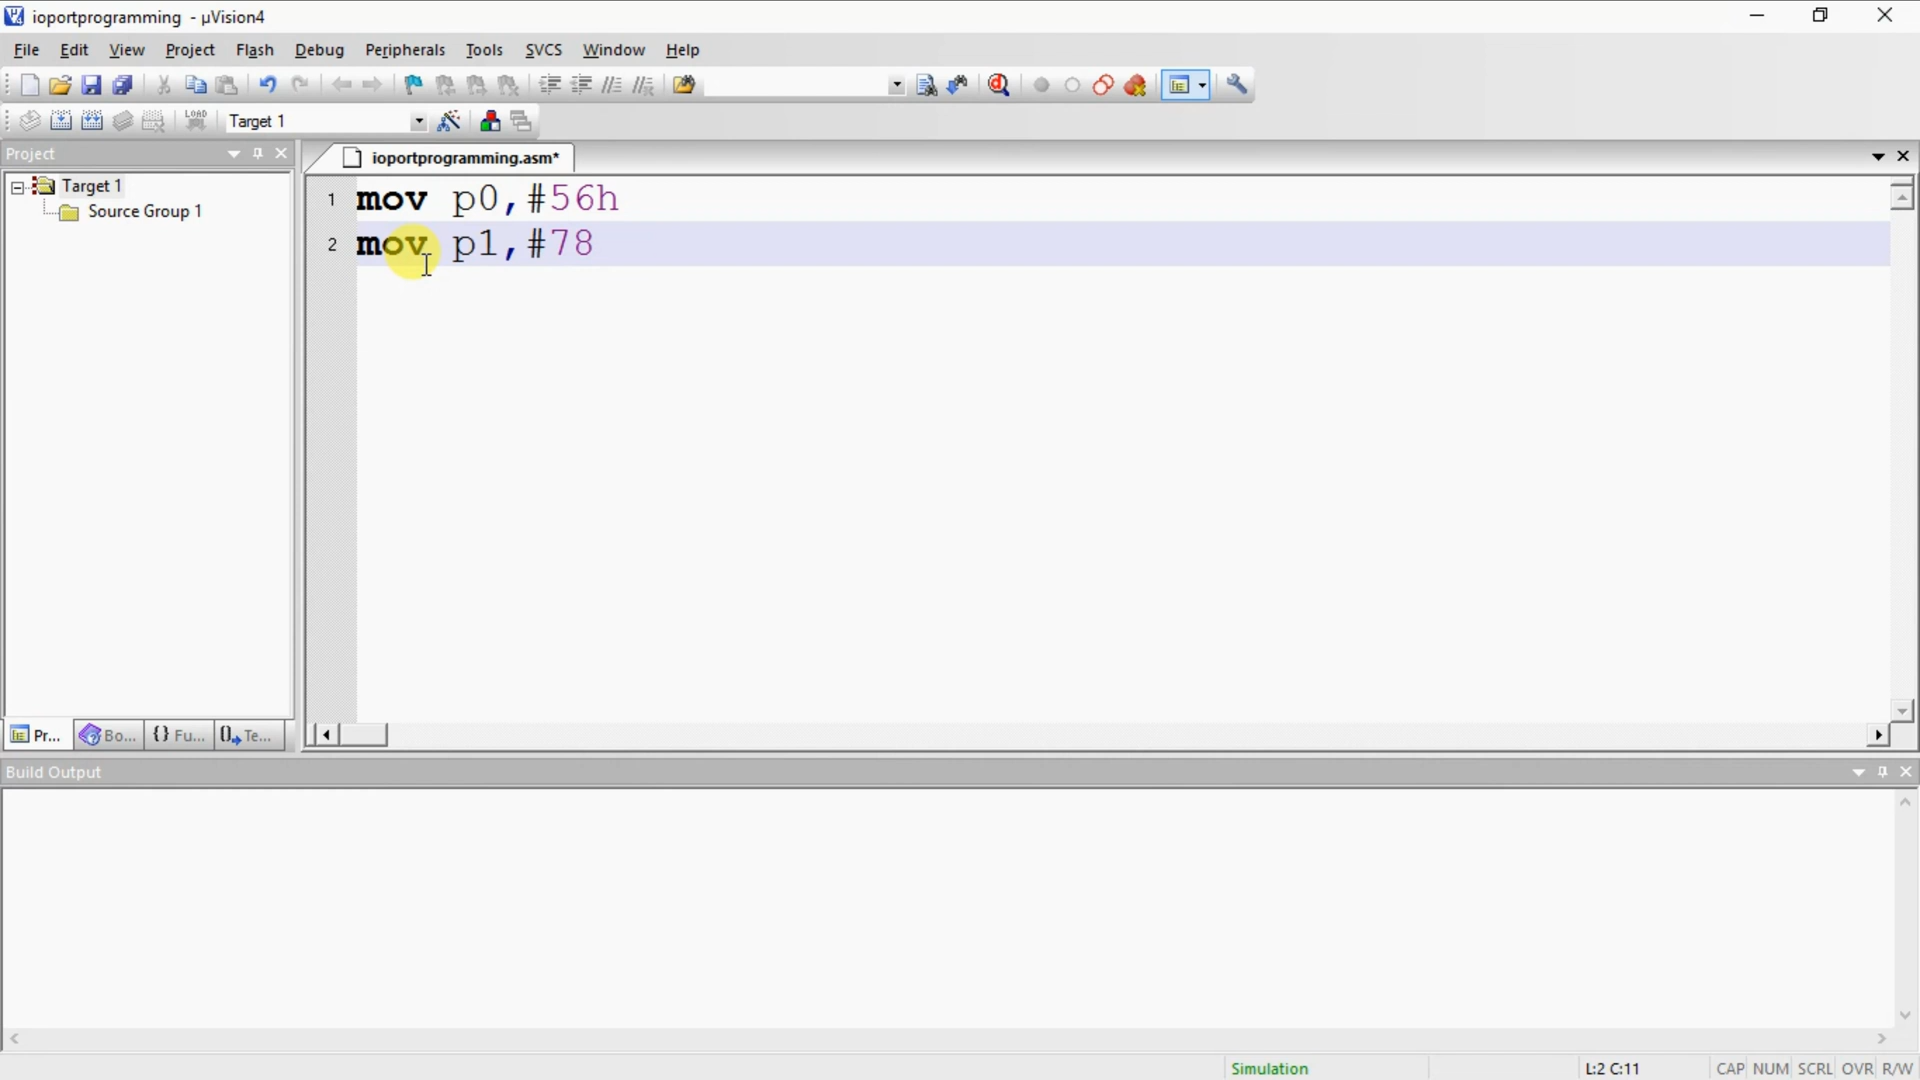 ioportprogramming - µVision4
File Edit View Project Flash Debug Peripherals Tools SVCS Window Help
LOAD Target 1
Project
ioportprogramming.asm*
Target 1
Source Group 1
1 mov p0,#56h
2 mov p1,#78
Pr... Bo... {} Fu... Te...
Build Output
Simulation L:2 C:11 CAP NUM SCRL OVR R/W